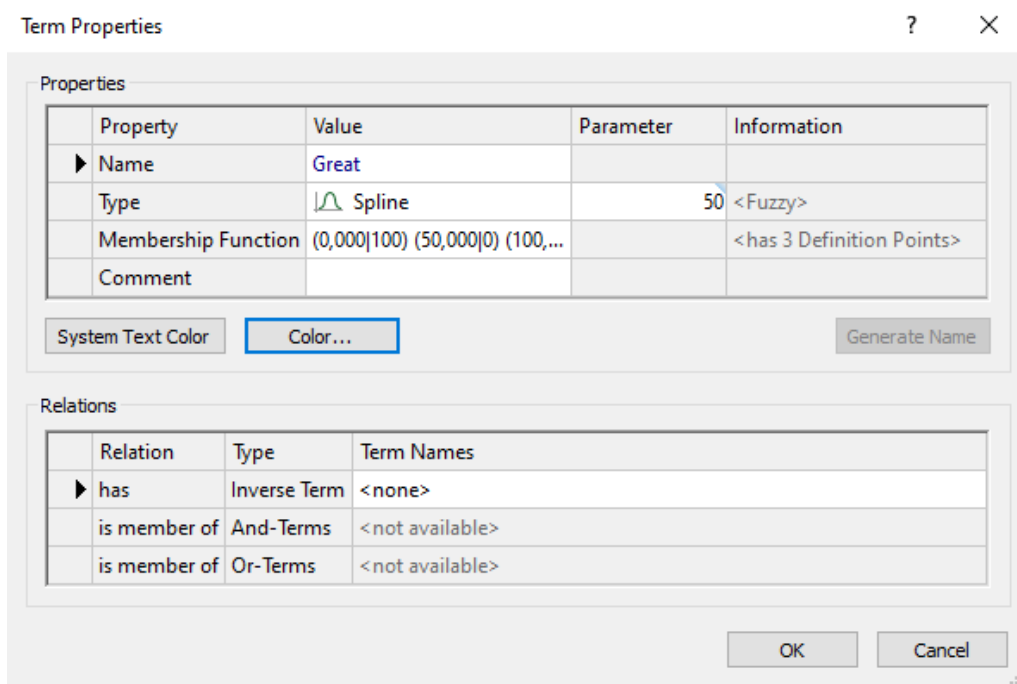 Term Properties ? ×
Properties
Property Value Parameter Information
Name Great
Type Spline 50 <Fuzzy>
Membership Function (0,000|100) (50,000|0) (100,... <has 3 Definition Points>
Comment
System Text Color Color... Generate Name
Relations
Relation Type Term Names
has Inverse Term <none>
is member of And-Terms <not available>
is member of Or-Terms <not available>
OK Cancel